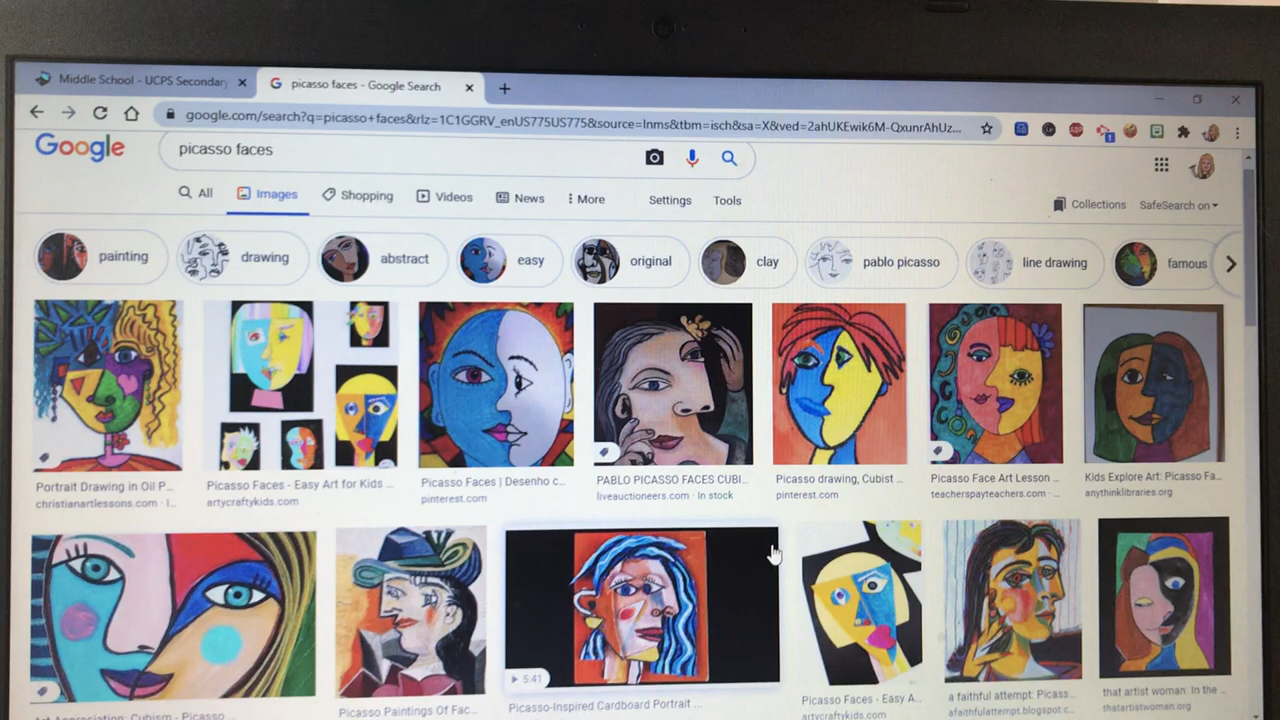 Middle School - UCPS Secondary
picasso faces - Google Search
google.com/search?q=picasso+faces&rlz=1C1GGRV_enUS775US775&source=lnms&tbm=isch&sa=X&ved=2ahUKEwik6M-QxunrAhUz...
Google
picasso faces
All Images Shopping Videos News More Settings Tools
Collections SafeSearch on
painting drawing abstract easy original clay pablo picasso line drawing famous
Portrait Drawing in Oil P...
christianartlessons.com · I...
Picasso Faces - Easy Art for Kids ...
artycraftykids.com
Picasso Faces | Desenho c...
pinterest.com
PABLO PICASSO FACES CUBI...
liveauctioneers.com · In stock
Picasso drawing, Cubist ...
pinterest.com
Picasso Face Art Lesson ...
teacherspayteachers.com · ...
Kids Explore Art: Picasso Fa...
anythinklibraries.org
5:41
Art Appreciation: Cubism - Picasso ...
Picasso Paintings Of Fac...
Picasso-Inspired Cardboard Portrait ...
Picasso Faces - Easy A...
artycraftykids.com
a faithful attempt: Picass...
afaithfulattempt.blogspot.c...
that artist woman: In the ...
thatartistwoman.org